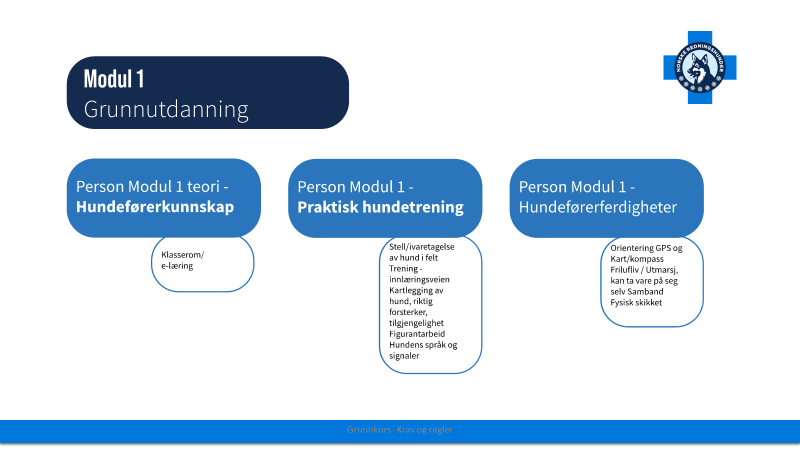 NORSKE REDNINGSHUNDER
Modul 1
Grunnutdanning
Person Modul 1 teori -
Hundeførerkunnskap
Klasserom/
e-læring
Person Modul 1 -
Praktisk hundetrening
Stell/ivaretagelse
av hund i felt
Trening -
innlæringsveien
Kartlegging av
hund, riktig
forsterker,
tilgjengelighet
Figurantarbeid
Hundens språk og
signaler
Person Modul 1 -
Hundeførerferdigheter
Orientering GPS og
Kart/kompass
Frilufliv / Utmarsj,
kan ta vare på seg
selv Samband
Fysisk skikket
Grunnkurs - Krav og regler